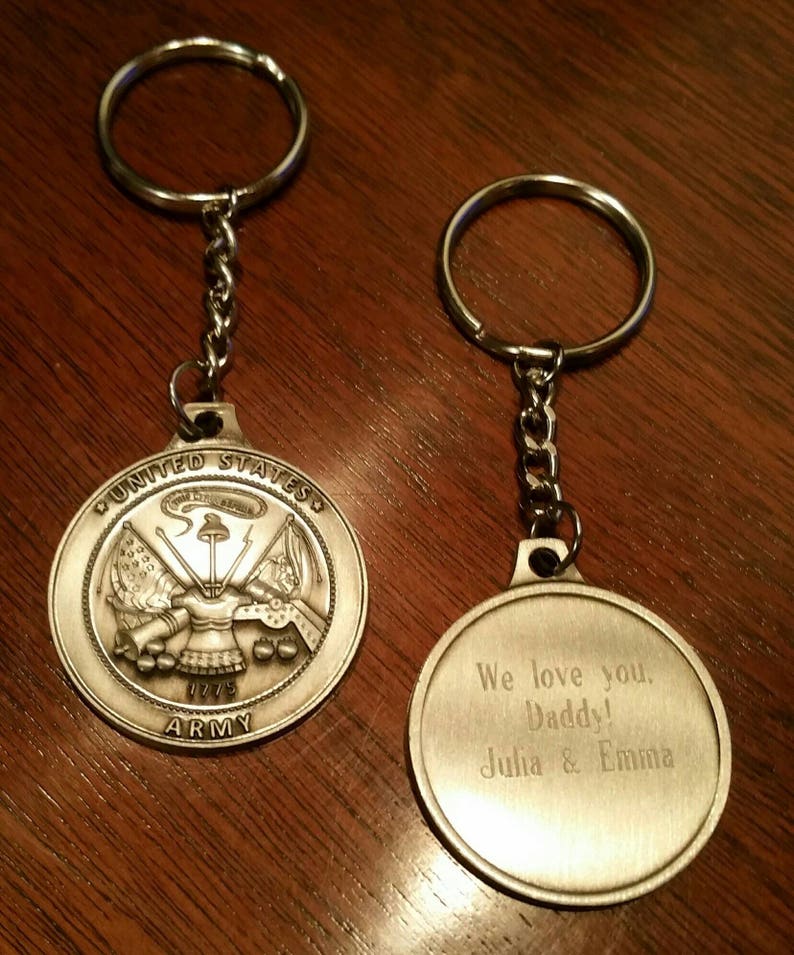 UNITED STATES
1775
ARMY
We love you,
Daddy!
Julia & Emma